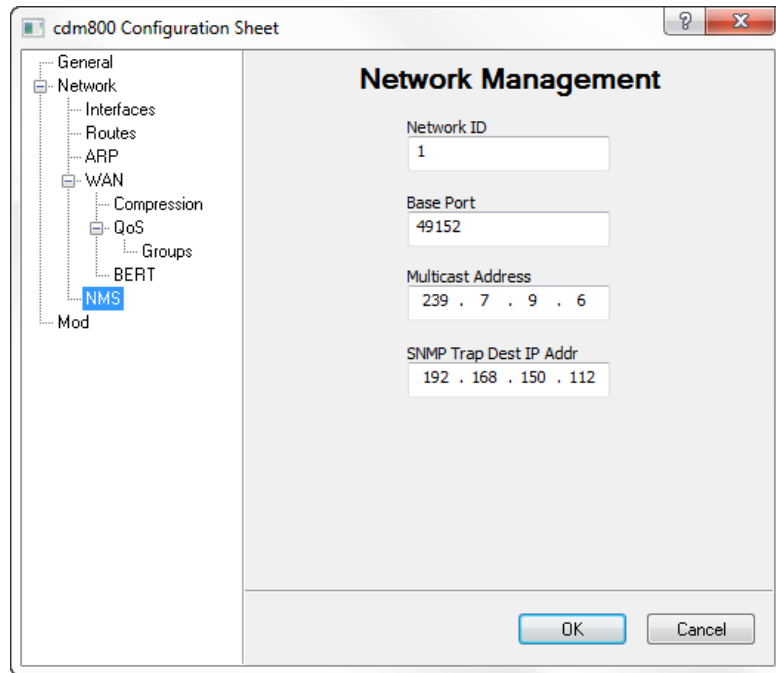 cdm800 Configuration Sheet
General
Network
Interfaces
Routes
ARP
WAN
Compression
QoS
Groups
BERT
NMS
Mod
Network Management
Network ID
1
Base Port
49152
Multicast Address
239 . 7 . 9 . 6
SNMP Trap Dest IP Addr
192 . 168 . 150 . 112
OK
Cancel